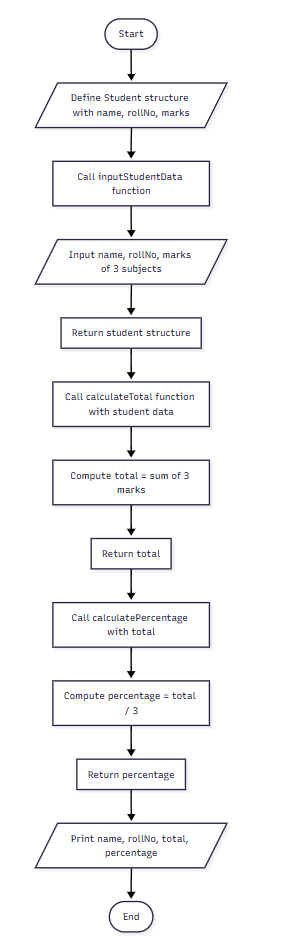 Start
Define Student structure
with name, rollNo, marks
Call inputStudentData
function
Input name, rollNo, marks
of 3 subjects
Return student structure
Call calculateTotal function
with student data
Compute total = sum of 3
marks
Return total
Call calculatePercentage
with total
Compute percentage = total
/ 3
Return percentage
Print name, rollNo, total,
percentage
End